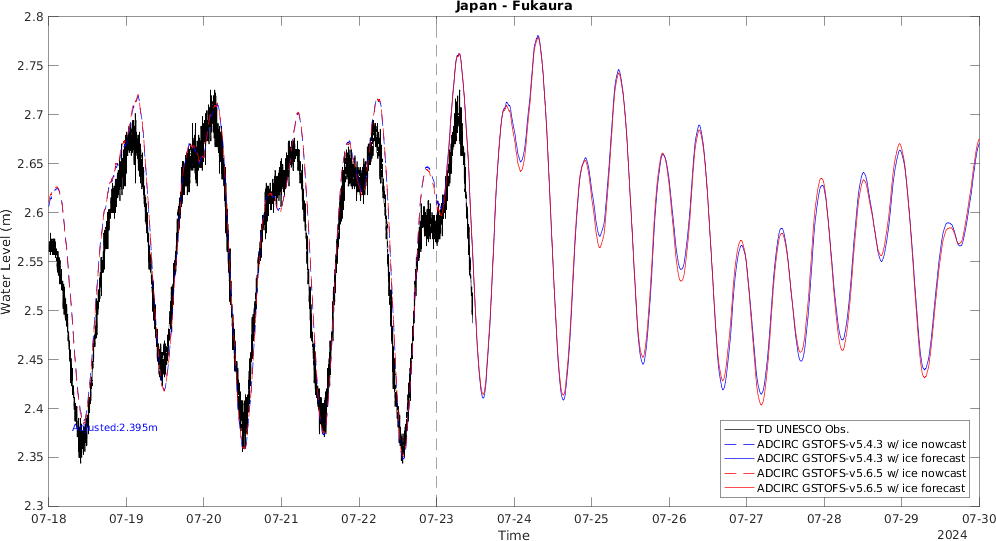 Japan - Fukaura
2.8
2.75
2.7
2.65
2.6
2.55
2.5
2.45
2.4
2.35
2.3
Water Level (m)
Adjusted:2.395m
TD UNESCO Obs.
ADCIRC GSTOFS-v5.4.3 w/ ice nowcast
ADCIRC GSTOFS-v5.4.3 w/ ice forecast
ADCIRC GSTOFS-v5.6.5 w/ ice nowcast
ADCIRC GSTOFS-v5.6.5 w/ ice forecast
07-18 07-19 07-20 07-21 07-22 07-23 07-24 07-25 07-26 07-27 07-28 07-29 07-30
Time
2024